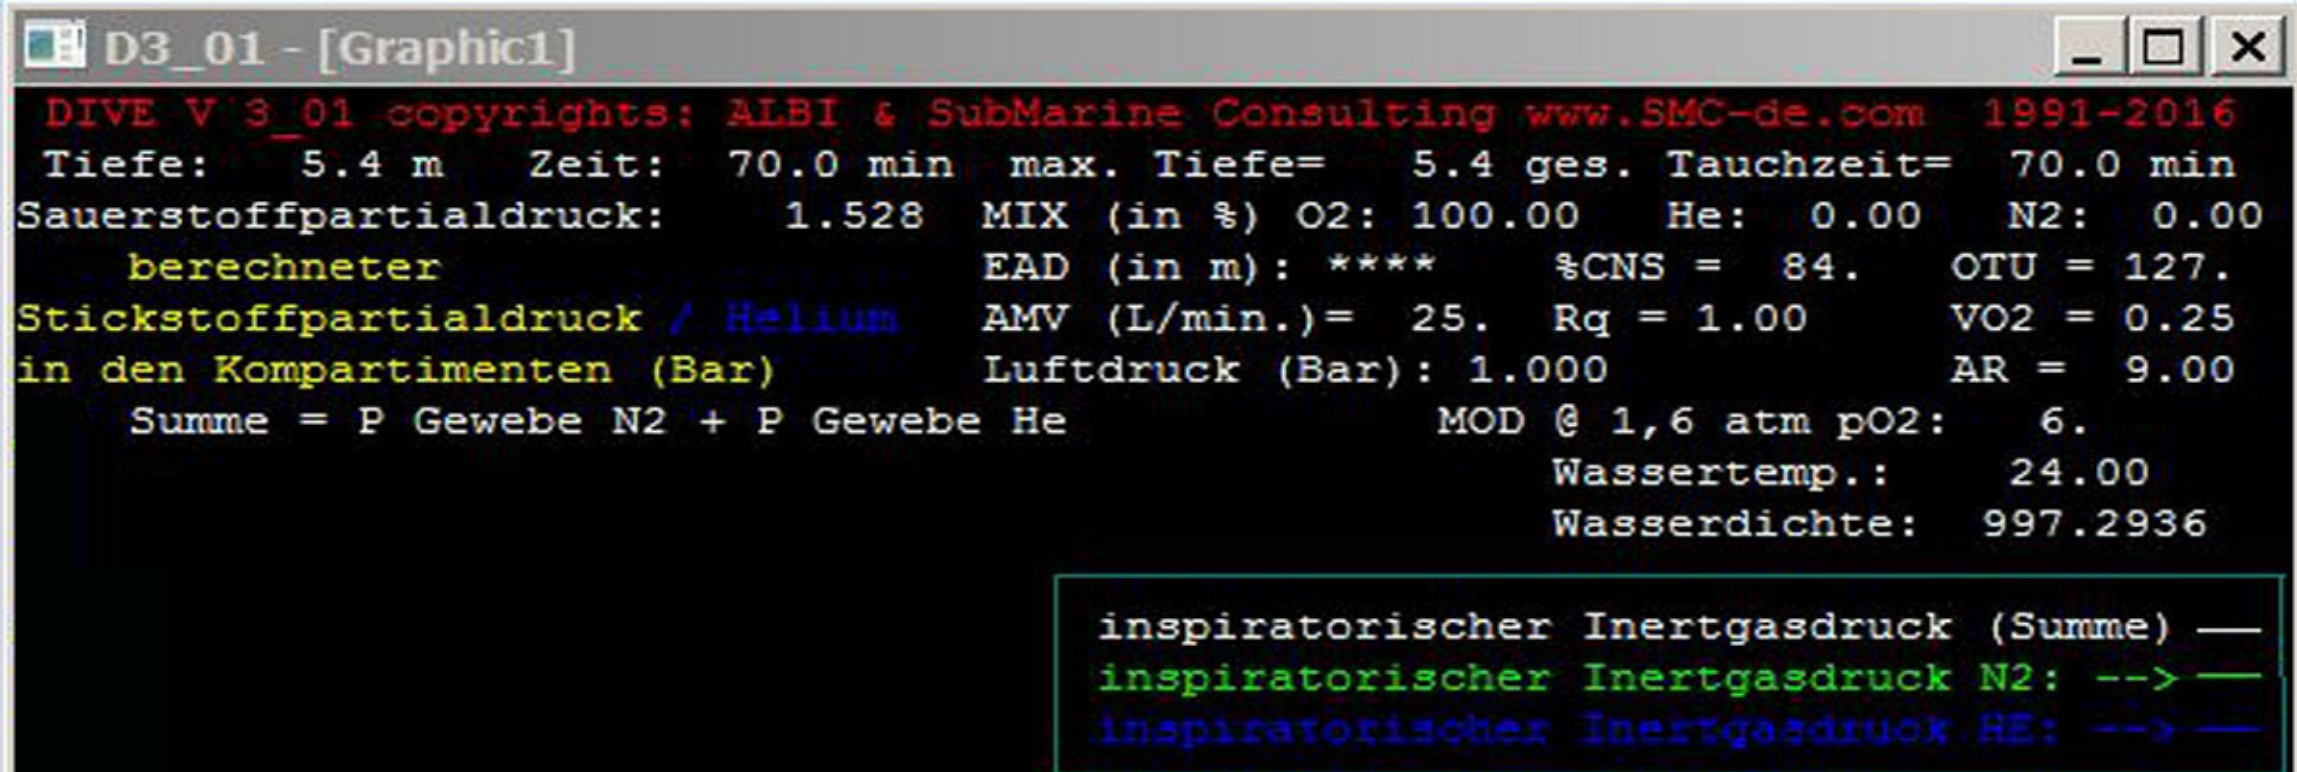 D3_01 - [Graphic1]
DIVE V 3_01 copyrights: ALBI & SubMarine Consulting www.SMC-de.com 1991-2016
Tiefe: 5.4 m Zeit: 70.0 min max. Tiefe= 5.4 ges. Tauchzeit= 70.0 min
Sauerstoffpartialdruck: 1.528 MIX (in %) O2: 100.00 He: 0.00 N2: 0.00
berechneter EAD (in m): **** %CNS = 84. OTU = 127.
Stickstoffpartialdruck / Helium AMV (L/min.)= 25. Rq = 1.00 VO2 = 0.25
in den Kompartimenten (Bar) Luftdruck (Bar): 1.000 AR = 9.00
Summe = P Gewebe N2 + P Gewebe He MOD @ 1,6 atm pO2: 6.
Wassertemp.: 24.00
Wasserdichte: 997.2936
inspiratorischer Inertgasdruck (Summe) —
inspiratorischer Inertgasdruck N2: --> —
inspiratorischer Inertgasdruck HE: --> —